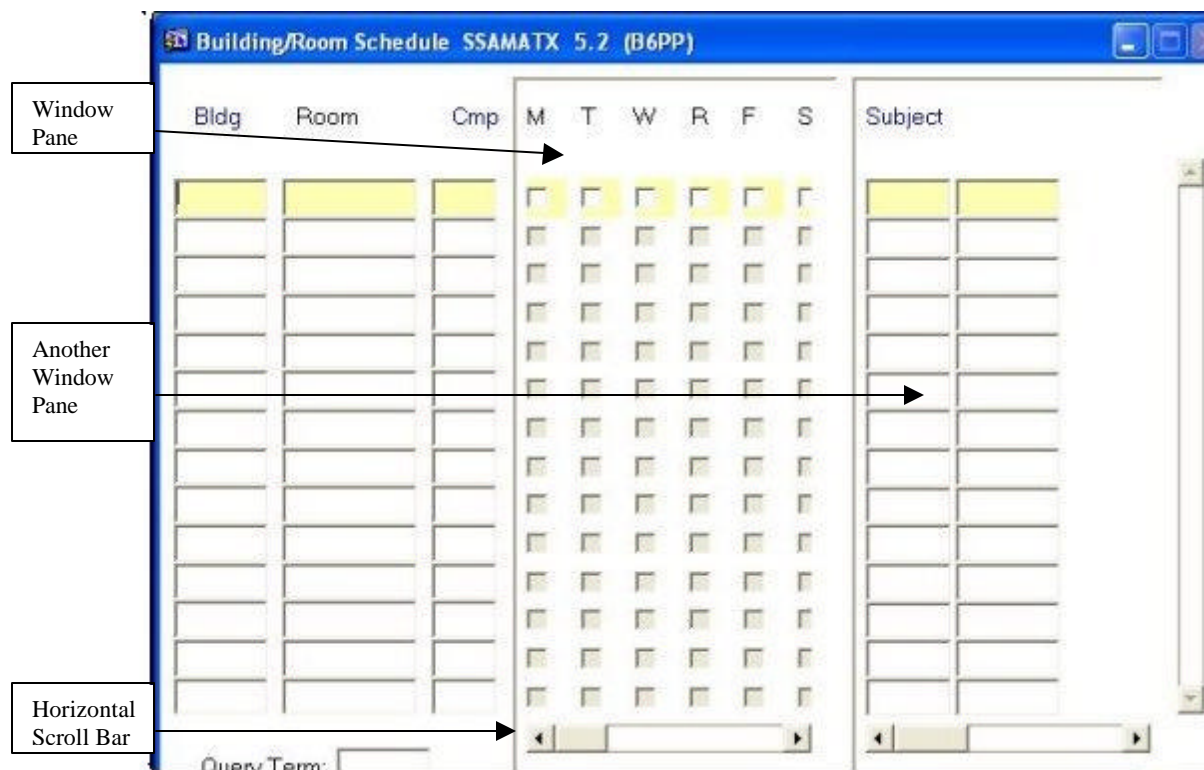 Building/Room Schedule SSAMATX 5.2 (B6PP)
Window
Pane
Bldg Room Cmp M T W R F S Subject
Another
Window
Pane
Horizontal
Scroll Bar
Query Term: